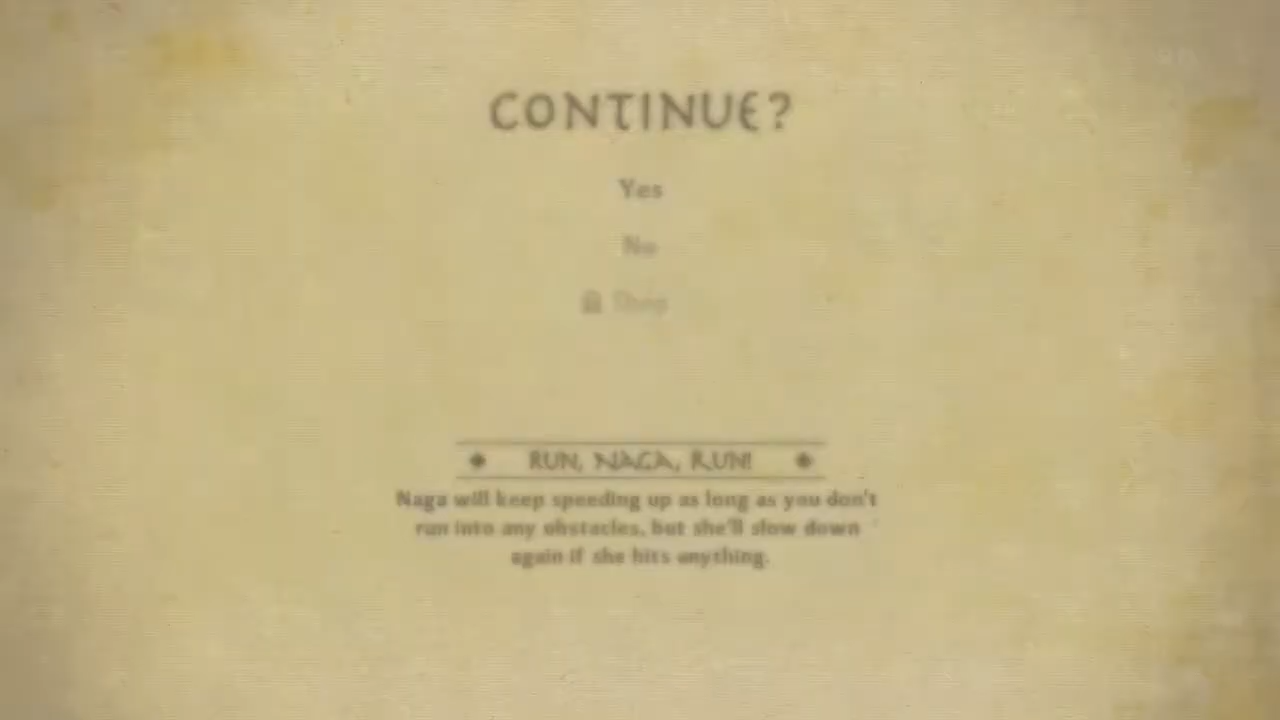 CONTINUE?
Yes
No
Shop
RUN, NAGA, RUN!
Naga will keep speeding up as long as you don't
run into any obstacles, but she'll slow down
again if she hits anything.